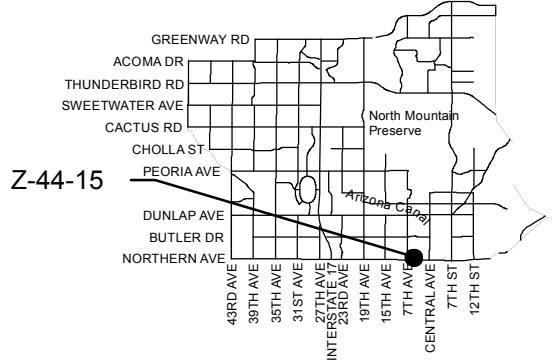 GREENWAY RD
ACOMA DR
THUNDERBIRD RD
SWEETWATER AVE
North Mountain
Preserve
CACTUS RD
CHOLLA ST
PEORIA AVE
Z-44-15
Arizona Canal
DUNLAP AVE
BUTLER DR
NORTHERN AVE
43RD AVE
39TH AVE
35TH AVE
31ST AVE
27TH AVE
INTERSTATE 17
23RD AVE
19TH AVE
15TH AVE
7TH AVE
CENTRAL AVE
7TH ST
12TH ST